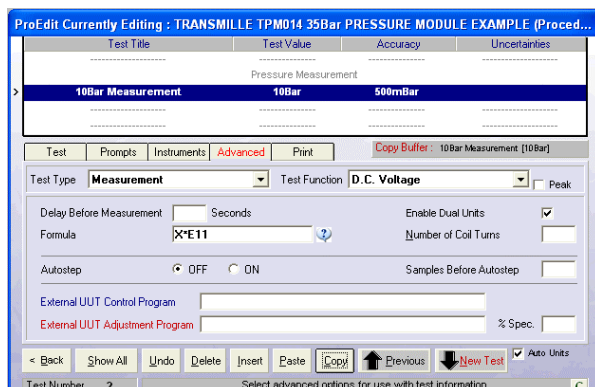 ProEdit Currently Editing : TRANSMILLE TPM014 35Bar PRESSURE MODULE EXAMPLE (Proced...
Test Title Test Value Accuracy Uncertainties
-------------------- -------------------- -------------------- --------------------
Pressure Measurement
> 10Bar Measurement 10Bar 500mBar
-------------------- -------------------- -------------------- --------------------
-------------------- -------------------- -------------------- --------------------
Test Prompts Instruments Advanced Print Copy Buffer : 10Bar Measurement [10Bar]
Test Type Measurement Test Function D.C. Voltage Peak
Delay Before Measurement Seconds Enable Dual Units
Formula X*E11 ? Number of Coil Turns
Autostep OFF ON Samples Before Autostep
External UUT Control Program
External UUT Adjustment Program % Spec.
< Back Show All Undo Delete Insert Paste Copy Previous New Test Auto Units
Test Number 2 Select advanced options for use with test information C